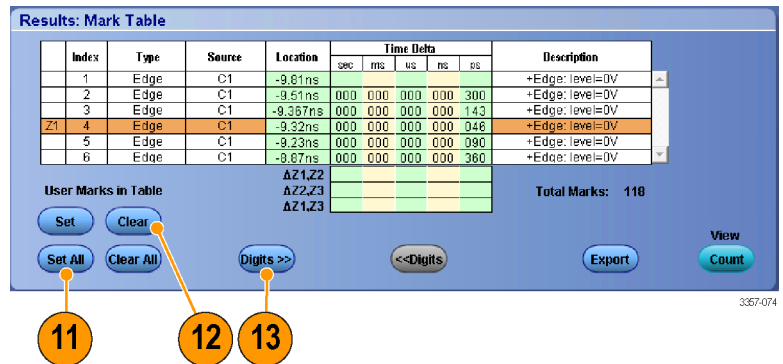 Results: Mark Table
Index Type Source Location Time Delta Description
sec ms us ns ps
1 Edge C1 -9.81ns +Edge: level=0V
2 Edge C1 -9.51ns 000 000 000 000 300 +Edge: level=0V
3 Edge C1 -9.367ns 000 000 000 000 143 +Edge: level=0V
Z1 4 Edge C1 -9.32ns 000 000 000 000 046 +Edge: level=0V
5 Edge C1 -9.23ns 000 000 000 000 090 +Edge: level=0V
6 Edge C1 -8.87ns 000 000 000 000 360 +Edge: level=0V
ΔZ1,Z2
User Marks in Table ΔZ2,Z3 Total Marks: 118
ΔZ1,Z3
Set Clear
View
Set All Clear All Digits >> <<Digits Export Count
3357-074
11 12 13